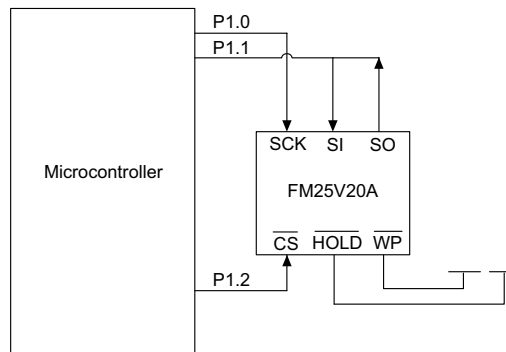 P1.0
P1.1
SCK SI SO
Microcontroller
FM25V20A
CS HOLD WP
P1.2